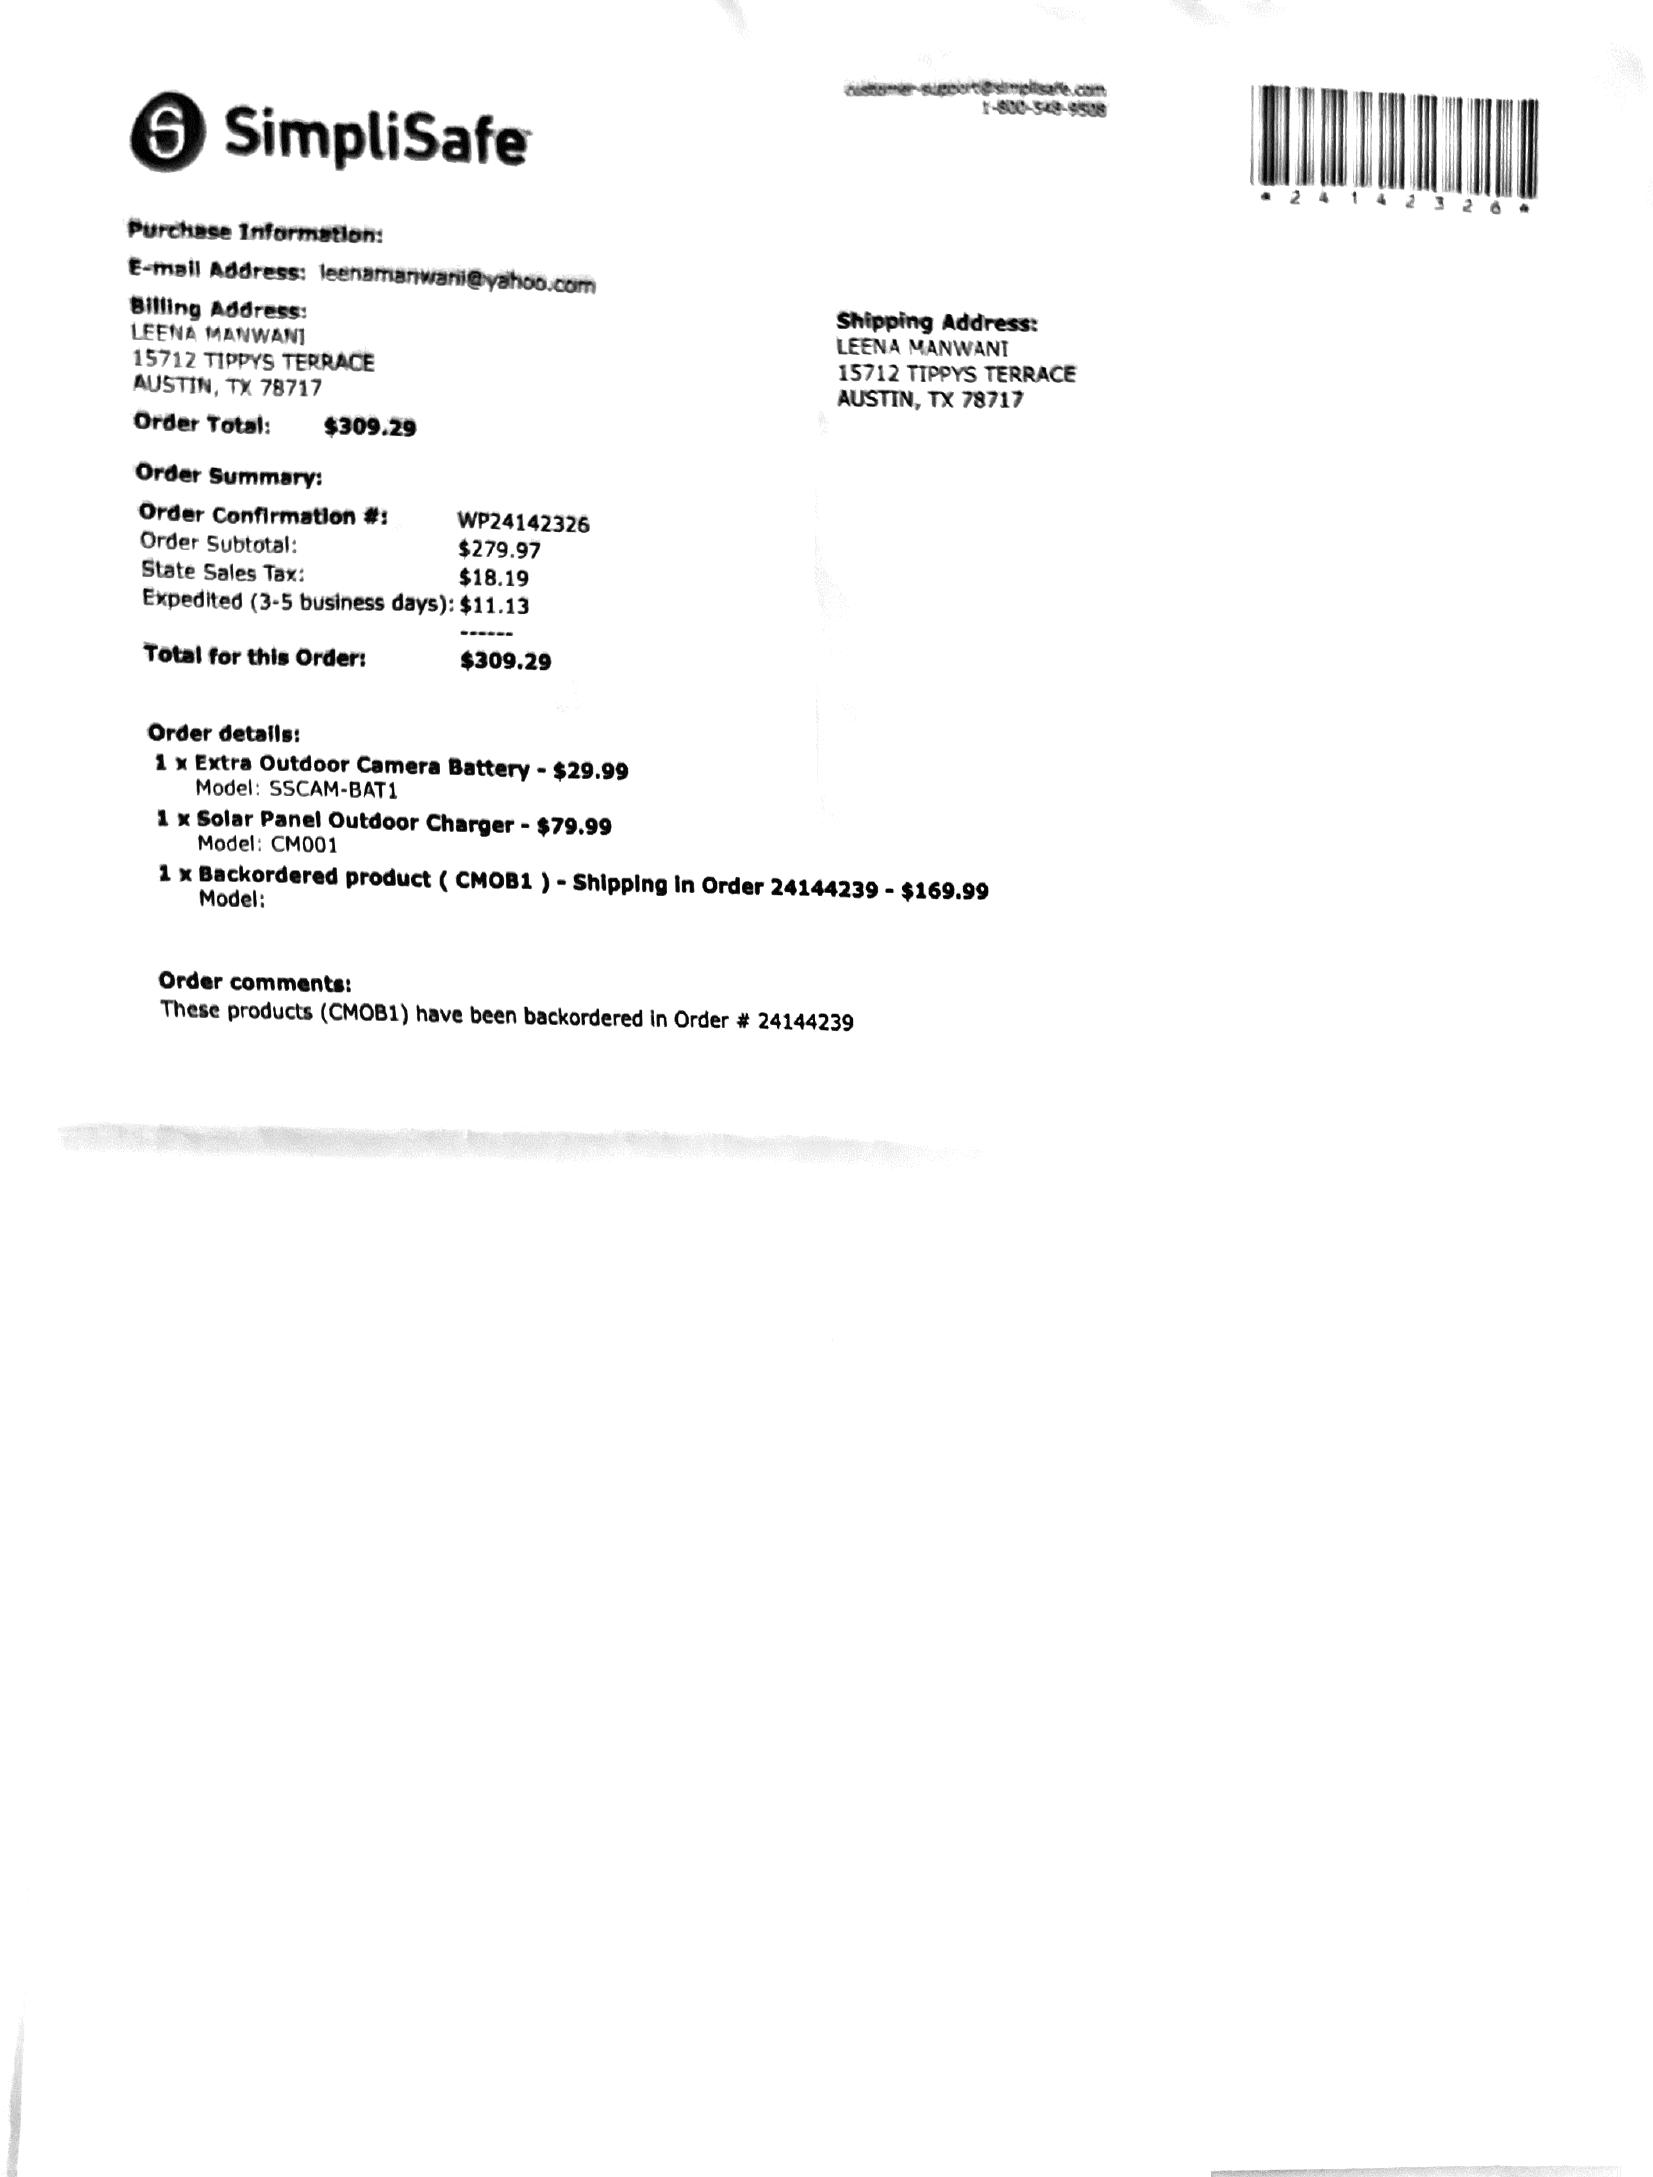 SimpliSafe
customer-support@simplisafe.com
1-800-548-9508
*24142326*
Purchase Information:
E-mail Address: leenamanwani@yahoo.com
Billing Address:
LEENA MANWANI
15712 TIPPYS TERRACE
AUSTIN, TX 78717
Shipping Address:
LEENA MANWANI
15712 TIPPYS TERRACE
AUSTIN, TX 78717
Order Total: $309.29
Order Summary:
Order Confirmation #: WP24142326
Order Subtotal: $279.97
State Sales Tax: $18.19
Expedited (3-5 business days): $11.13
------
Total for this Order: $309.29
Order details:
1 x Extra Outdoor Camera Battery - $29.99
Model: SSCAM-BAT1
1 x Solar Panel Outdoor Charger - $79.99
Model: CM001
1 x Backordered product ( CMOB1 ) - Shipping in Order 24144239 - $169.99
Model:
Order comments:
These products (CMOB1) have been backordered in Order # 24144239